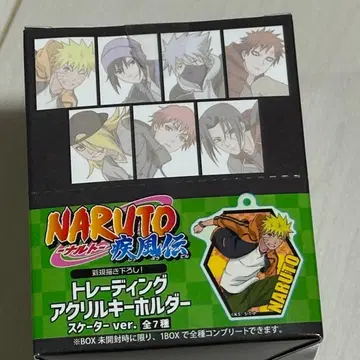 NARUTO
-ナルト-
疾風伝
新規描き下ろし!
トレーディング
アクリルキーホルダー
スケーター ver. 全7種
※BOX 未開封時に限り、1BOXで全種コンプリートできます。
NARUTO